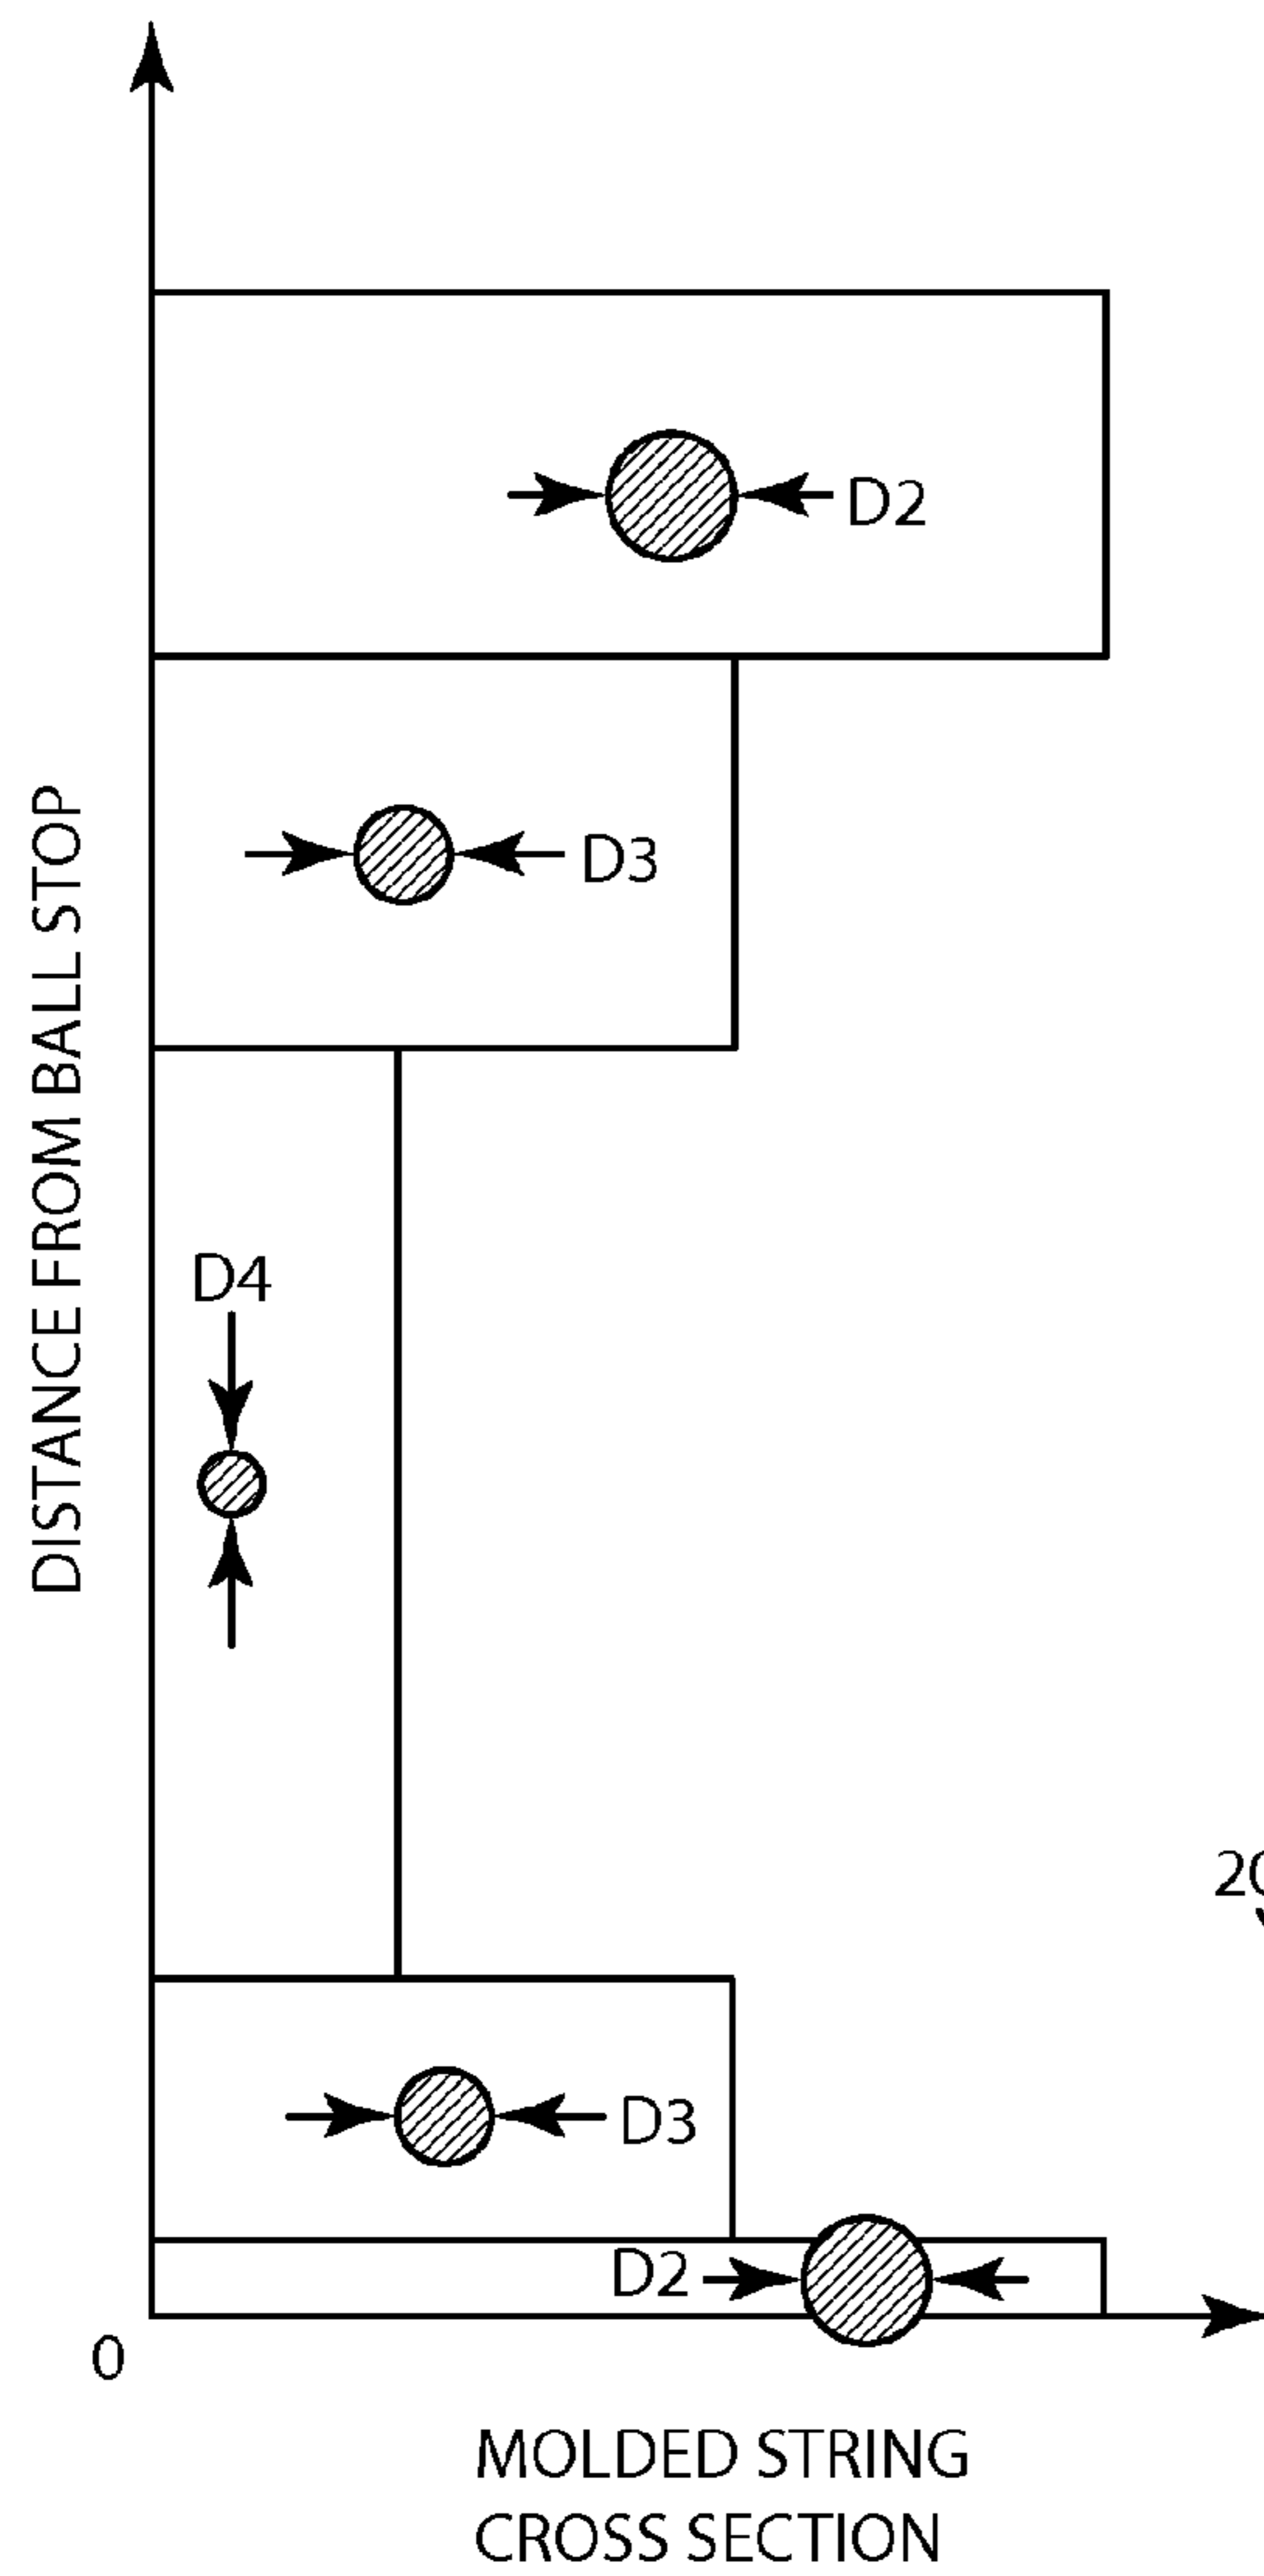 D2
D3
DISTANCE FROM BALL STOP
D4
D3
D2
0
MOLDED STRING
CROSS SECTION